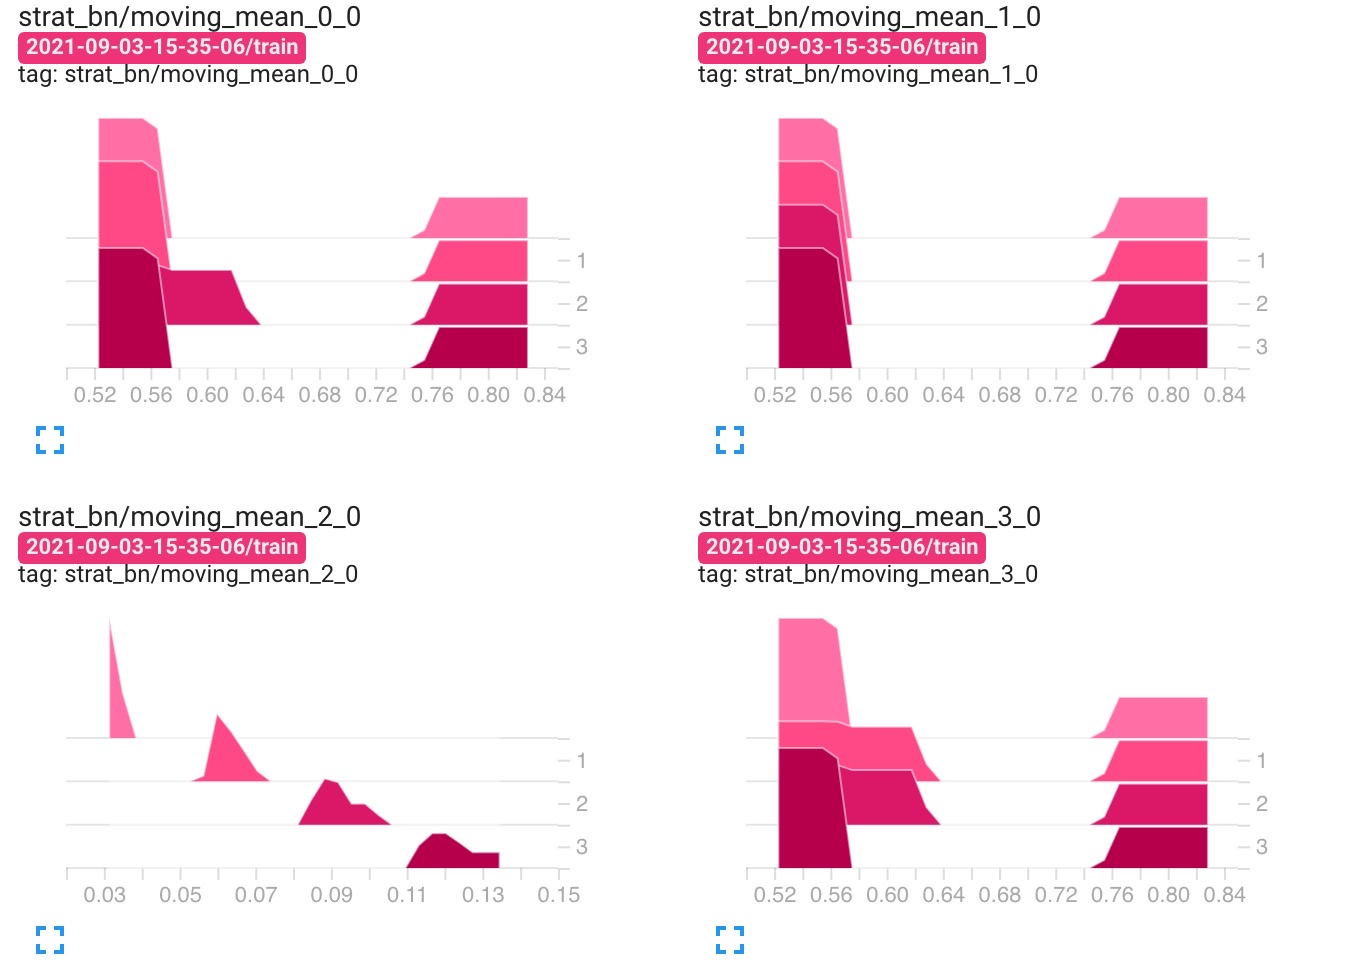 strat_bn/moving_mean_0_0
2021-09-03-15-35-06/train
tag: strat_bn/moving_mean_0_0
1
2
3
0.52 0.56 0.60 0.64 0.68 0.72 0.76 0.80 0.84
strat_bn/moving_mean_1_0
2021-09-03-15-35-06/train
tag: strat_bn/moving_mean_1_0
1
2
3
0.52 0.56 0.60 0.64 0.68 0.72 0.76 0.80 0.84
strat_bn/moving_mean_2_0
2021-09-03-15-35-06/train
tag: strat_bn/moving_mean_2_0
1
2
3
0.03 0.05 0.07 0.09 0.11 0.13 0.15
strat_bn/moving_mean_3_0
2021-09-03-15-35-06/train
tag: strat_bn/moving_mean_3_0
1
2
3
0.52 0.56 0.60 0.64 0.68 0.72 0.76 0.80 0.84